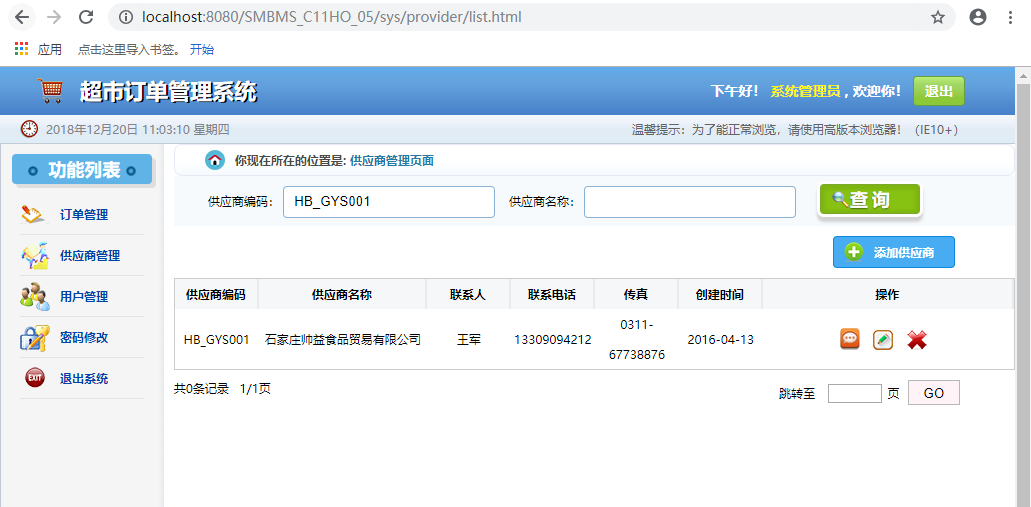 localhost:8080/SMBMS_C11HO_05/sys/provider/list.html
应用 点击这里导入书签。 开始
超市订单管理系统
下午好! 系统管理员 , 欢迎你!
退出
2018年12月20日 11:03:10 星期四
温馨提示：为了能正常浏览，请使用高版本浏览器！（IE10+）
功能列表
订单管理
供应商管理
用户管理
密码修改
EXIT 退出系统
你现在所在的位置是: 供应商管理页面
供应商编码： HB_GYS001 供应商名称： 查 询
添加供应商
供应商编码 供应商名称 联系人 联系电话 传真 创建时间 操作
HB_GYS001 石家庄帅益食品贸易有限公司 王军 13309094212 0311-67738876 2016-04-13
共0条记录 1/1页
跳转至 页 GO